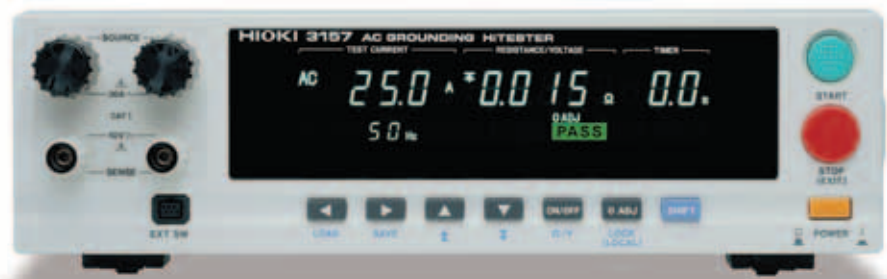 HIOKI 3157 AC GROUNDING HiTESTER
SOURCE
TEST CURRENT RESISTANCE/VOLTAGE TIMER
AC 25.0 A 0.015 Ω 0.0 s
50 Hz
0 ADJ
PASS
START
STOP
SENSE
EXT SW
ON/OFF 0 ADJ SHIFT
LOAD SAVE Ω/V LOCK
(LOCAL)
POWER